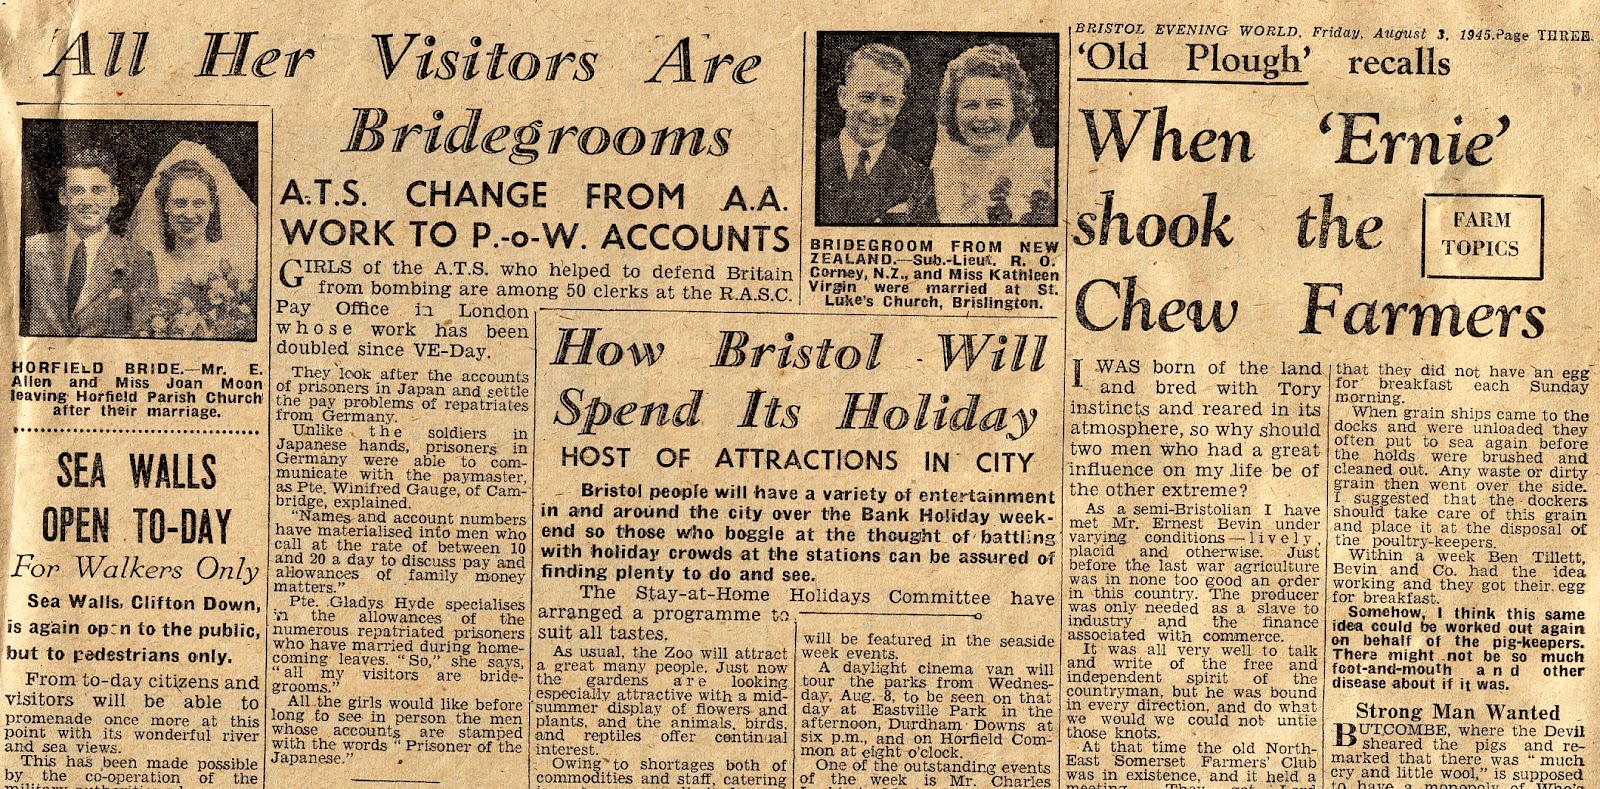 All Her Visitors Are
Bridegrooms
A.T.S. CHANGE FROM A.A.
WORK TO P.-o-W. ACCOUNTS
GIRLS of the A.T.S. who helped to defend Britain
from bombing are among 50 clerks at the R.A.S.C.
Pay Office in London
whose work has been
doubled since VE-Day.
They look after the accounts
of prisoners in Japan and settle
the pay problems of repatriates
from Germany.
Unlike the soldiers in
Japanese hands, prisoners in
Germany were able to com-
municate with the paymaster,
as Pte. Winifred Gauge, of Cam-
bridge, explained.
"Names and account numbers
have materialised into men who
call at the rate of between 10
and 20 a day to discuss pay and
allowances of family money
matters."
Pte. Gladys Hyde specialises
in the allowances of the
numerous repatriated prisoners
who have married during home-
coming leaves. "So," she says,
"all my visitors are bride-
grooms."
All the girls would like before
long to see in person the men
whose accounts are stamped
with the words "Prisoner of the
Japanese."
HORFIELD BRIDE.—Mr. E.
Allen and Miss Joan Moon
leaving Horfield Parish Church
after their marriage.
SEA WALLS
OPEN TO-DAY
For Walkers Only
Sea Walls, Clifton Down,
is again open to the public,
but to pedestrians only.
From to-day citizens and
visitors will be able to
promenade once more at this
point with its wonderful river
and sea views.
This has been made possible
by the co-operation of the
military
BRIDEGROOM FROM NEW
ZEALAND.—Sub.-Lieut. R. O.
Corney, N.Z., and Miss Kathleen
Virgin were married at St.
Luke's Church, Brislington.
How Bristol Will
Spend Its Holiday
HOST OF ATTRACTIONS IN CITY
Bristol people will have a variety of entertainment
in and around the city over the Bank Holiday week-
end so those who boggle at the thought of battling
with holiday crowds at the stations can be assured of
finding plenty to do and see.
The Stay-at-Home Holidays Committee have
arranged a programme to
suit all tastes.
As usual, the Zoo will attract
a great many people. Just now
the gardens are looking
especially attractive with a mid-
summer display of flowers and
plants, and the animals, birds,
and reptiles offer continual
interest.
Owing to shortages both of
commodities and staff, catering
will be featured in the seaside
week events.
A daylight cinema van will
tour the parks from Wednes-
day, Aug. 8, to be seen on that
day at Eastville Park in the
afternoon, Durdham Downs at
six p.m., and on Horfield Com-
mon at eight o'clock.
One of the outstanding events
of the week is Mr. Charles
BRISTOL EVENING WORLD, Friday, August 3, 1945. Page THREE
'Old Plough' recalls
When 'Ernie'
shook the
Chew Farmers
FARM
TOPICS
I WAS born of the land
and bred with Tory
instincts and reared in its
atmosphere, so why should
two men who had a great
influence on my life be of
the other extreme?
As a semi-Bristolian I have
met Mr. Ernest Bevin under
varying conditions—lively,
placid and otherwise. Just
before the last war agriculture
was in none too good an order
in this country. The producer
was only needed as a slave to
industry and the finance
associated with commerce.
It was all very well to talk
and write of the free and
independent spirit of the
countryman, but he was bound
in every direction, and do what
we would we could not untie
those knots.
At that time the old North-
East Somerset Farmers' Club
was in existence, and it held a
that they did not have an egg
for breakfast each Sunday
morning.
When grain ships came to the
docks and were unloaded they
often put to sea again before
the holds were brushed and
cleaned out. Any waste or dirty
grain then went over the side.
I suggested that the dockers
should take care of this grain
and place it at the disposal of
the poultry-keepers.
Within a week Ben Tillett,
Bevin and Co. had the idea
working and they got their egg
for breakfast.
Somehow, I think this same
idea could be worked out again
on behalf of the pig-keepers.
There might not be so much
foot-and-mouth and other
disease about if it was.
Strong Man Wanted
BUTCOMBE, where the Devil
sheared the pigs and re-
marked that there was "much
cry and little wool," is supposed
to have a monopoly of Who's